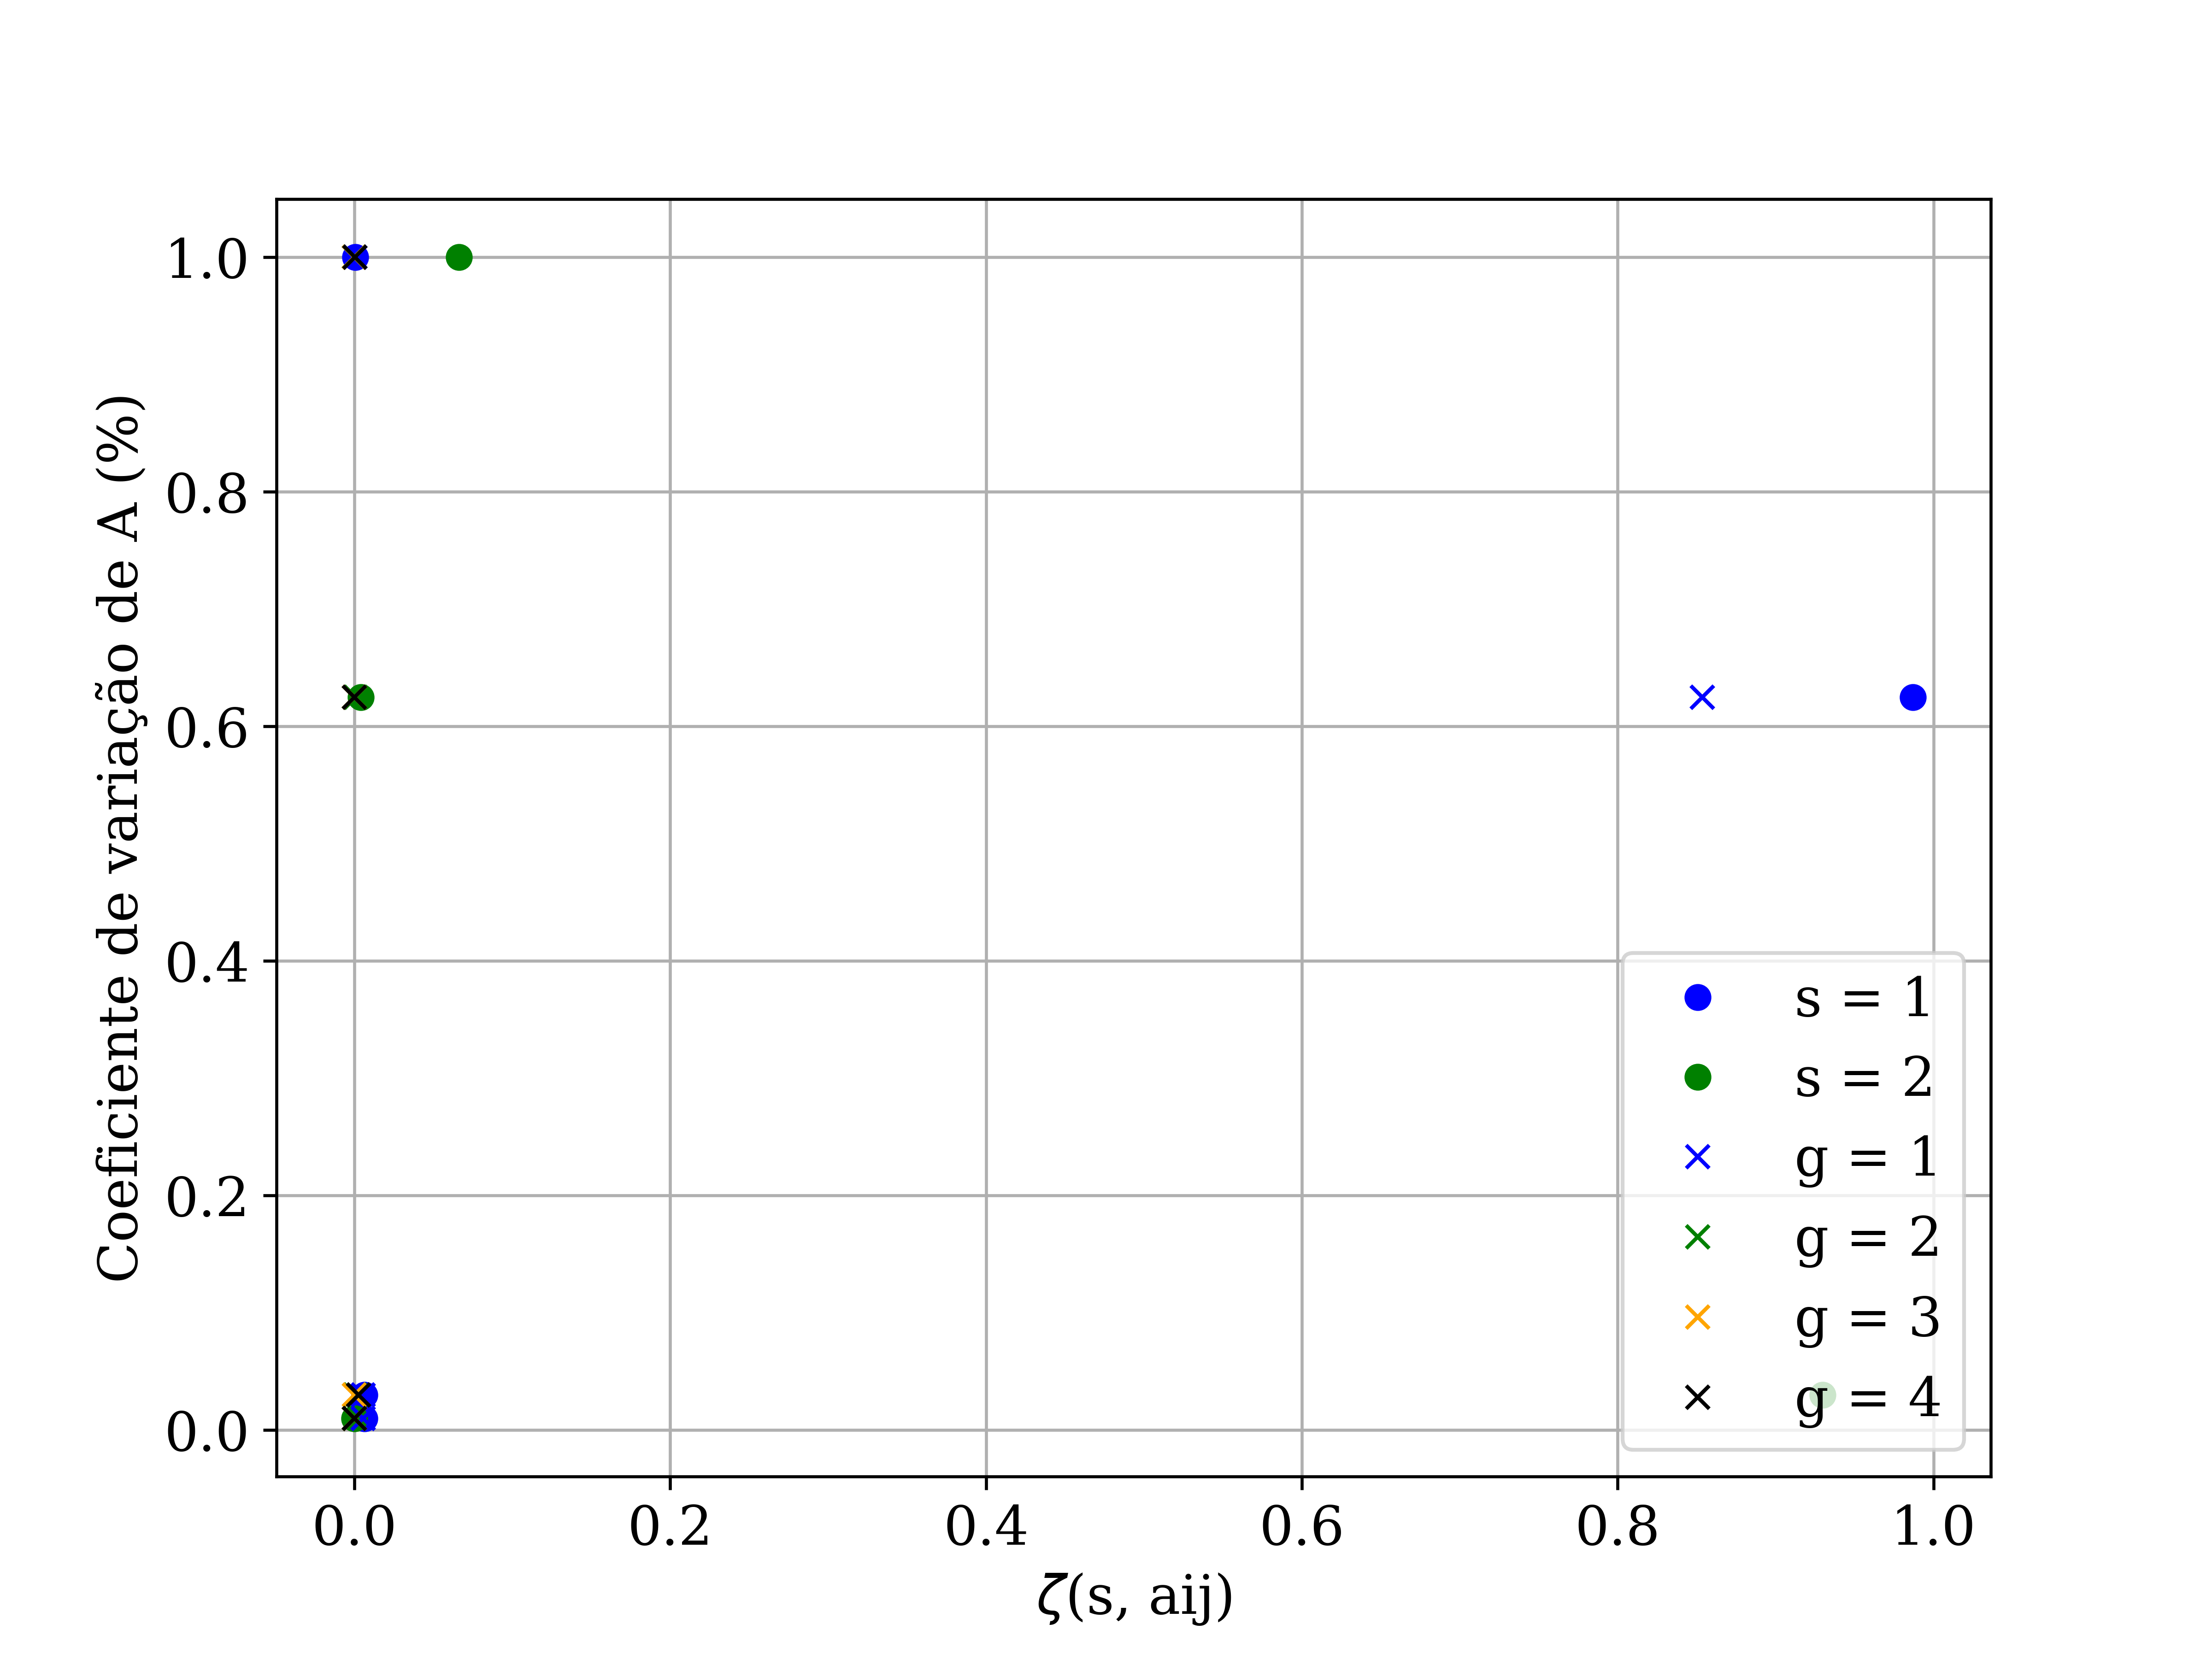 Coeficiente de variação de A (%)
1.0
0.8
0.6
0.4
0.2
0.0
0.0 0.2 0.4 0.6 0.8 1.0
ζ(s, aij)
s = 1
s = 2
g = 1
g = 2
g = 3
g = 4